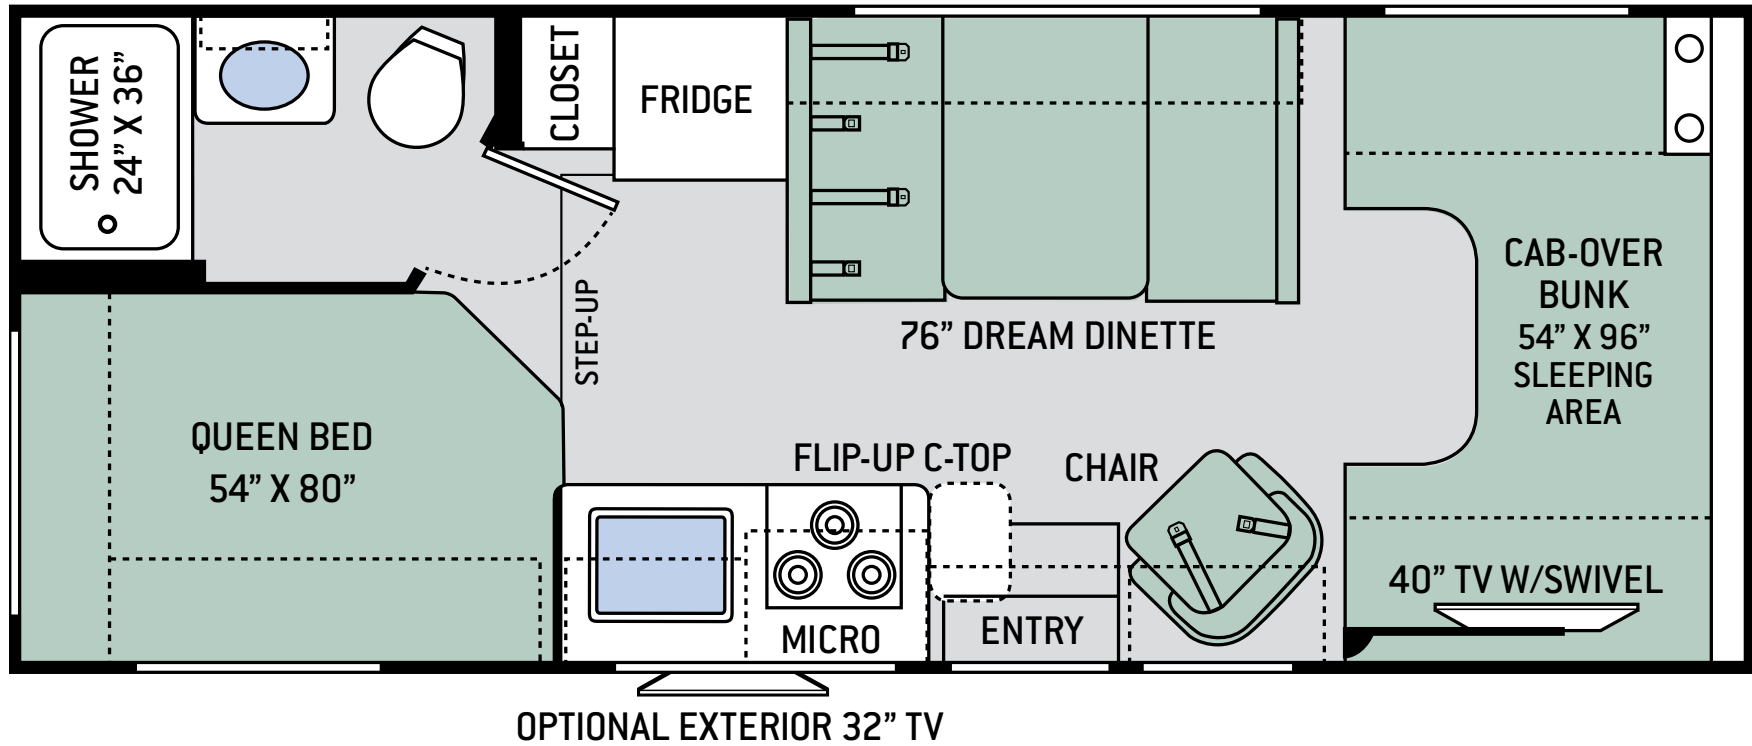 SHOWER
24” X 36”
CLOSET
FRIDGE
76” DREAM DINETTE
CAB-OVER
BUNK
54” X 96”
SLEEPING
AREA
STEP-UP
QUEEN BED
54” X 80”
FLIP-UP C-TOP
CHAIR
40” TV W/SWIVEL
MICRO
ENTRY
OPTIONAL EXTERIOR 32” TV